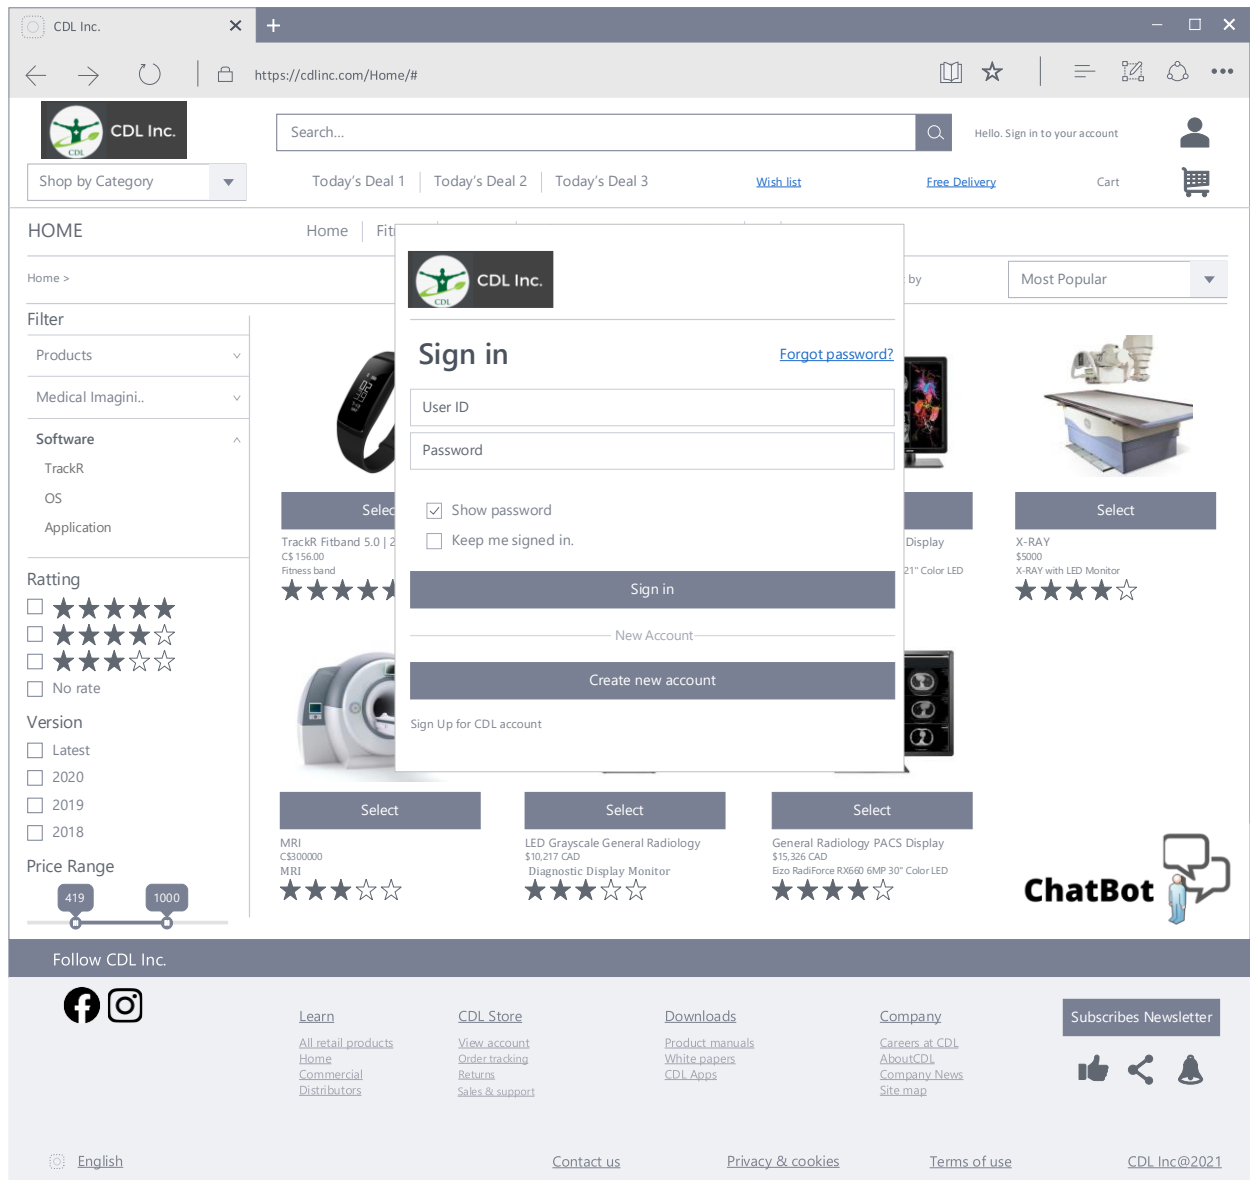 CDL Inc.
https://cdlinc.com/Home/#
CDL Inc.
CDL
Search...
Hello. Sign in to your account
Shop by Category
Today's Deal 1
Today's Deal 2
Today's Deal 3
Wish list
Free Delivery
Cart
HOME
Home
Fit
Home >
by
Most Popular
CDL Inc.
CDL
Sign in
Forgot password?
User ID
Password
Show password
Keep me signed in.
Sign in
New Account
Create new account
Sign Up for CDL account
Filter
Products
Medical Imagini..
Software
TrackR
OS
Application
Ratting
No rate
Version
Latest
2020
2019
2018
Price Range
419
1000
Selec
TrackR Fitband 5.0 | 2
C$ 156.00
Fitness band
Display
21" Color LED
Select
X-RAY
$5000
X-RAY with LED Monitor
Select
MRI
C$300000
MRI
Select
LED Grayscale General Radiology
$10,217 CAD
Diagnostic Display Monitor
Select
General Radiology PACS Display
$15,326 CAD
Eizo RadiForce RX660 6MP 30" Color LED
ChatBot
Follow CDL Inc.
Learn
All retail products
Home
Commercial
Distributors
CDL Store
View account
Order tracking
Returns
Sales & support
Downloads
Product manuals
White papers
CDL Apps
Company
Careers at CDL
AboutCDL
Company News
Site map
Subscribes Newsletter
English
Contact us
Privacy & cookies
Terms of use
CDL Inc@2021